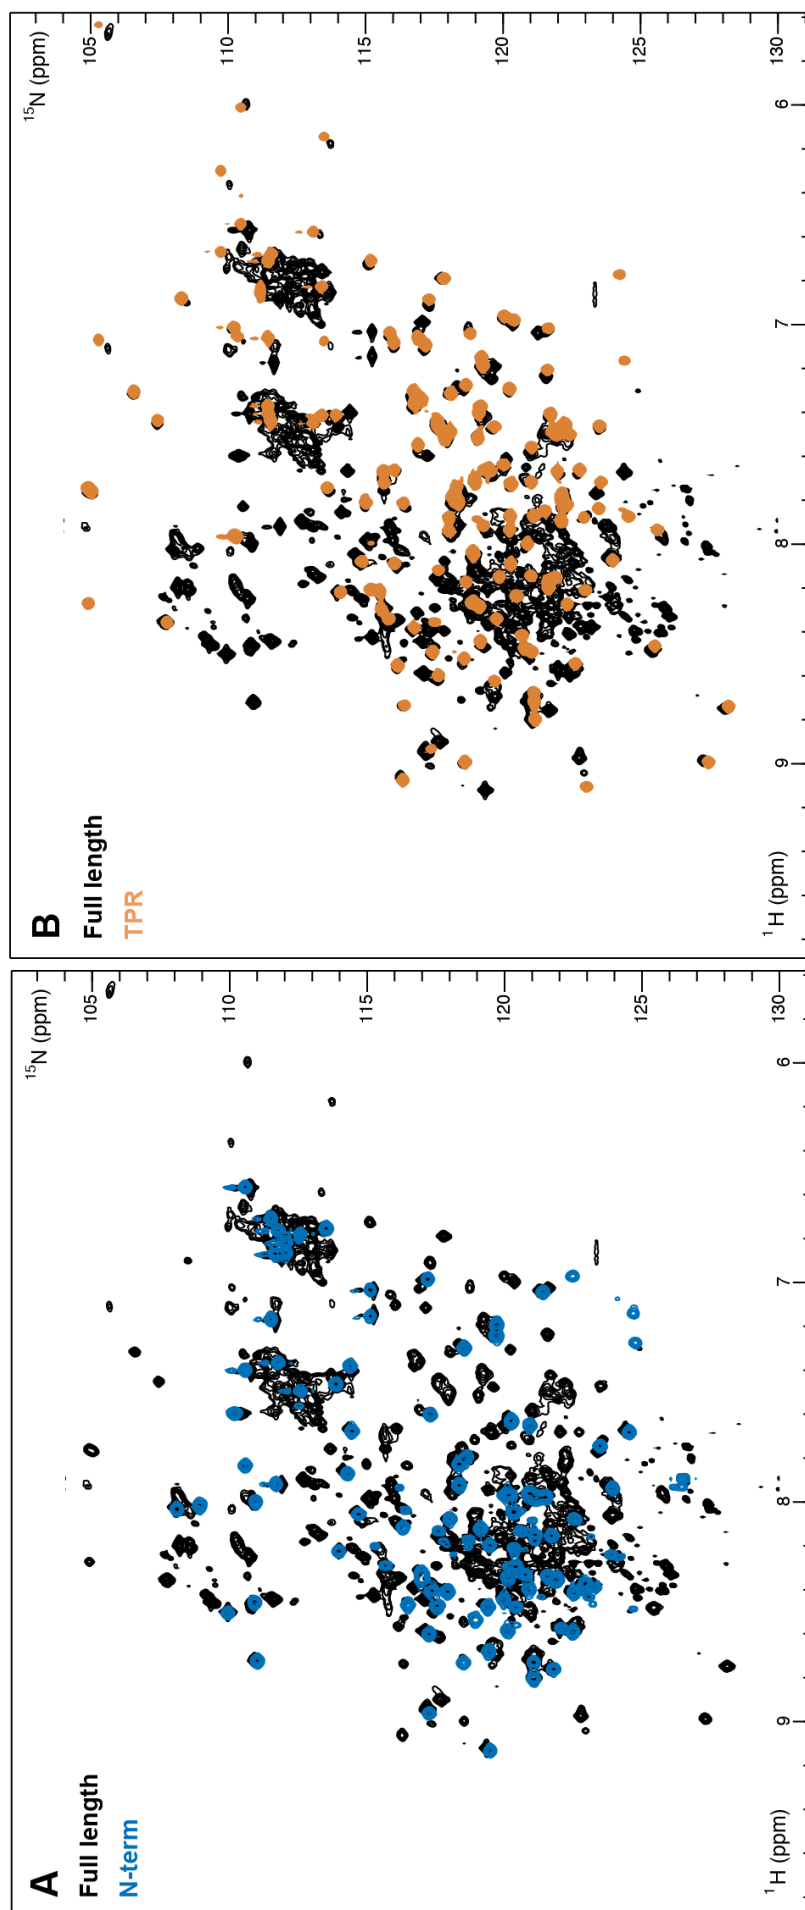 B
Full length
TPR
¹⁵N (ppm)
105
110
115
120
125
130
6
7
8
9
¹H (ppm)
A
Full length
N-term
¹⁵N (ppm)
105
110
115
120
125
130
6
7
8
9
¹H (ppm)